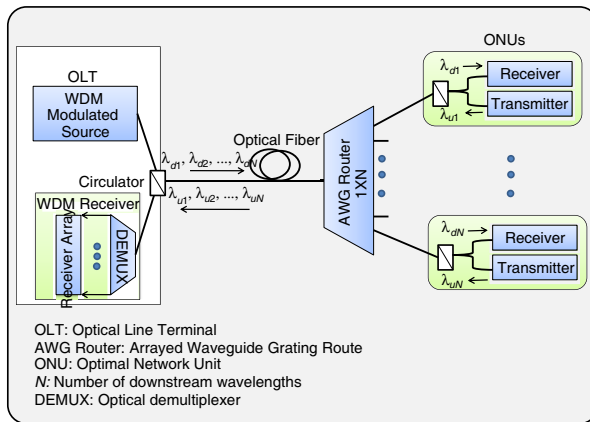 OLT
WDM
Modulated
Source
Circulator
WDM Receiver
Receiver Array
DEMUX
Optical Fiber
λd1, λd2, ..., λdN
λu1, λu2, ..., λuN
AWG Router
1XN
ONUs
λd1
Receiver
Transmitter
λu1
λdN
Receiver
Transmitter
λuN
OLT: Optical Line Terminal
AWG Router: Arrayed Waveguide Grating Route
ONU: Optimal Network Unit
N: Number of downstream wavelengths
DEMUX: Optical demultiplexer